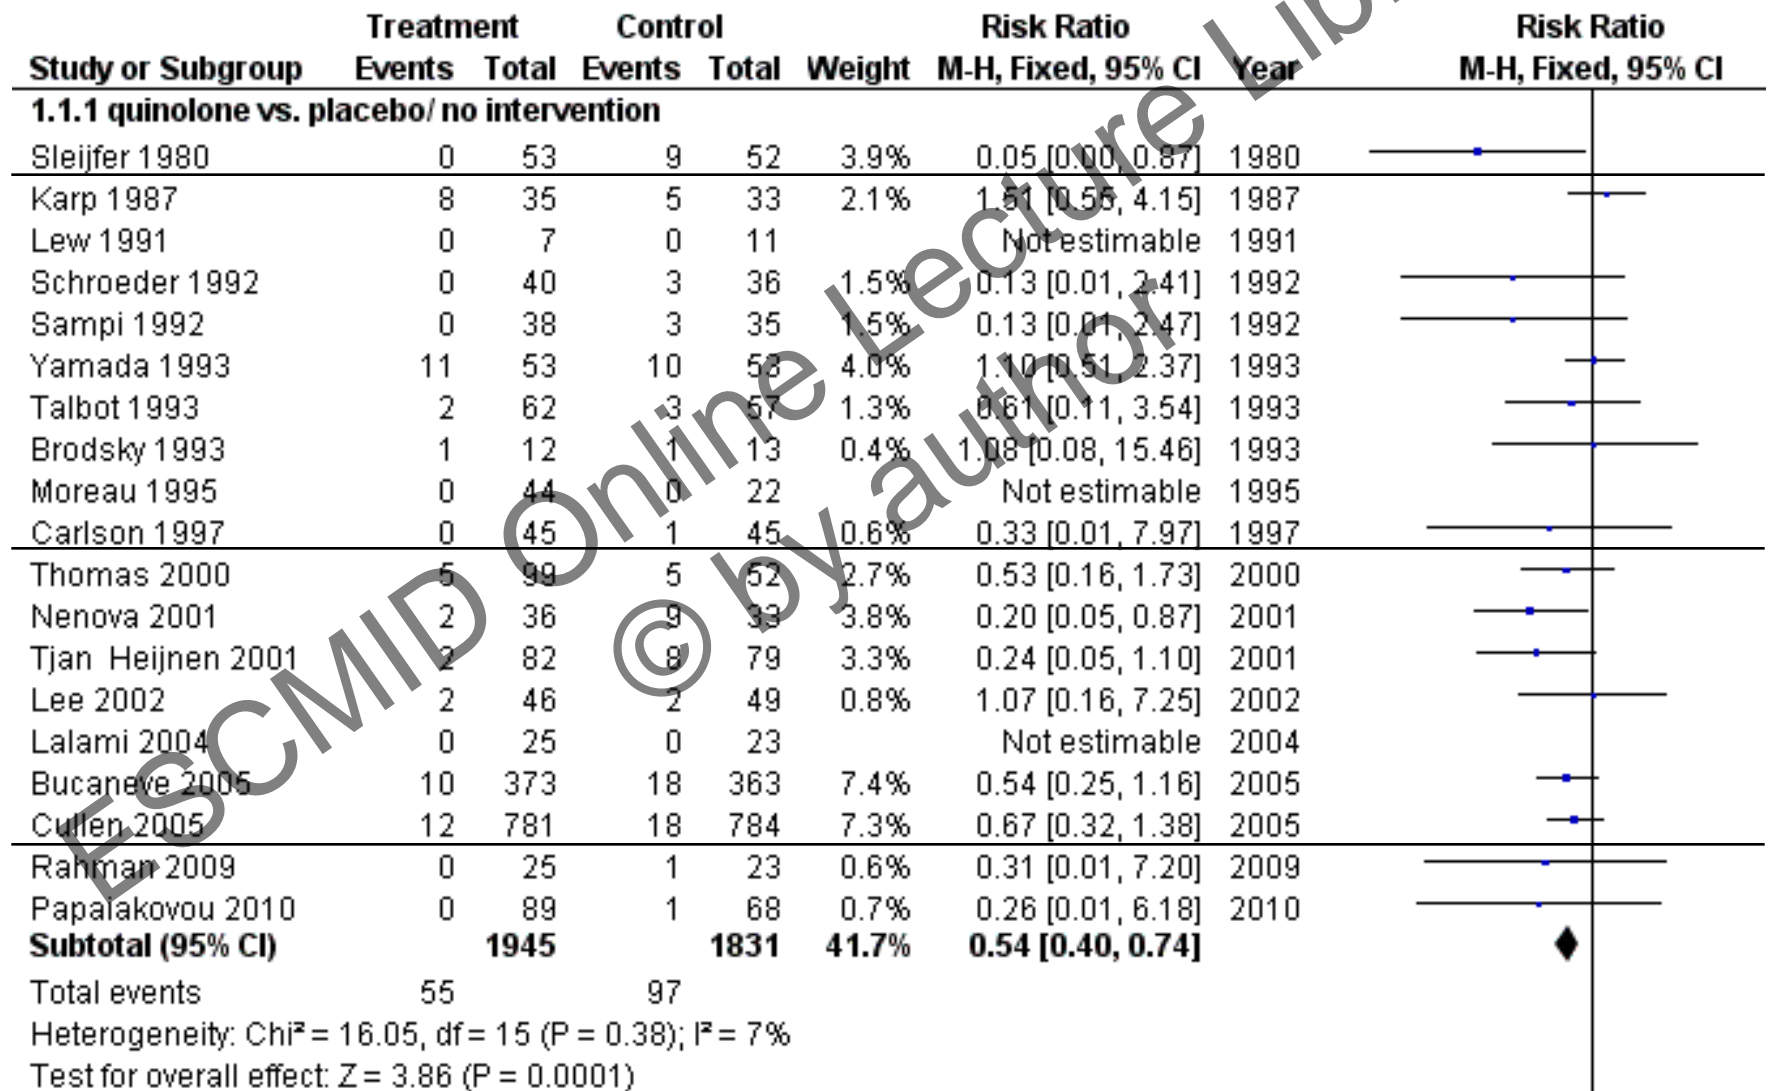 Treatment Control Risk Ratio Risk Ratio
Study or Subgroup Events Total Events Total Weight M-H, Fixed, 95% CI Year M-H, Fixed, 95% CI
1.1.1 quinolone vs. placebo/ no intervention
Sleijfer 1980 0 53 9 52 3.9% 0.05 [0.00, 0.87] 1980
Karp 1987 8 35 5 33 2.1% 1.51 [0.55, 4.15] 1987
Lew 1991 0 7 0 11 Not estimable 1991
Schroeder 1992 0 40 3 36 1.5% 0.13 [0.01, 2.41] 1992
Sampi 1992 0 38 3 35 1.5% 0.13 [0.01, 2.47] 1992
Yamada 1993 11 53 10 53 4.0% 1.10 [0.51, 2.37] 1993
Talbot 1993 2 62 3 57 1.3% 0.61 [0.11, 3.54] 1993
Brodsky 1993 1 12 1 13 0.4% 1.08 [0.08, 15.46] 1993
Moreau 1995 0 44 0 22 Not estimable 1995
Carlson 1997 0 45 1 45 0.6% 0.33 [0.01, 7.97] 1997
Thomas 2000 5 99 5 52 2.7% 0.53 [0.16, 1.73] 2000
Nenova 2001 2 36 9 33 3.8% 0.20 [0.05, 0.87] 2001
Tjan Heijnen 2001 2 82 8 79 3.3% 0.24 [0.05, 1.10] 2001
Lee 2002 2 46 2 49 0.8% 1.07 [0.16, 7.25] 2002
Lalami 2004 0 25 0 23 Not estimable 2004
Bucaneve 2005 10 373 18 363 7.4% 0.54 [0.25, 1.16] 2005
Cullen 2005 12 781 18 784 7.3% 0.67 [0.32, 1.38] 2005
Rahman 2009 0 25 1 23 0.6% 0.31 [0.01, 7.20] 2009
Papaiakovou 2010 0 89 1 68 0.7% 0.26 [0.01, 6.18] 2010
Subtotal (95% CI) 1945 1831 41.7% 0.54 [0.40, 0.74]
Total events 55 97
Heterogeneity: Chi² = 16.05, df = 15 (P = 0.38); I² = 7%
Test for overall effect: Z = 3.86 (P = 0.0001)
ESCMID Online Lecture Lib
© by author